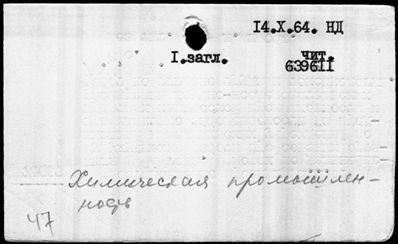 14.X.64. НД
I.загл. чит.
639611
Химическая промышлен-
ность
47